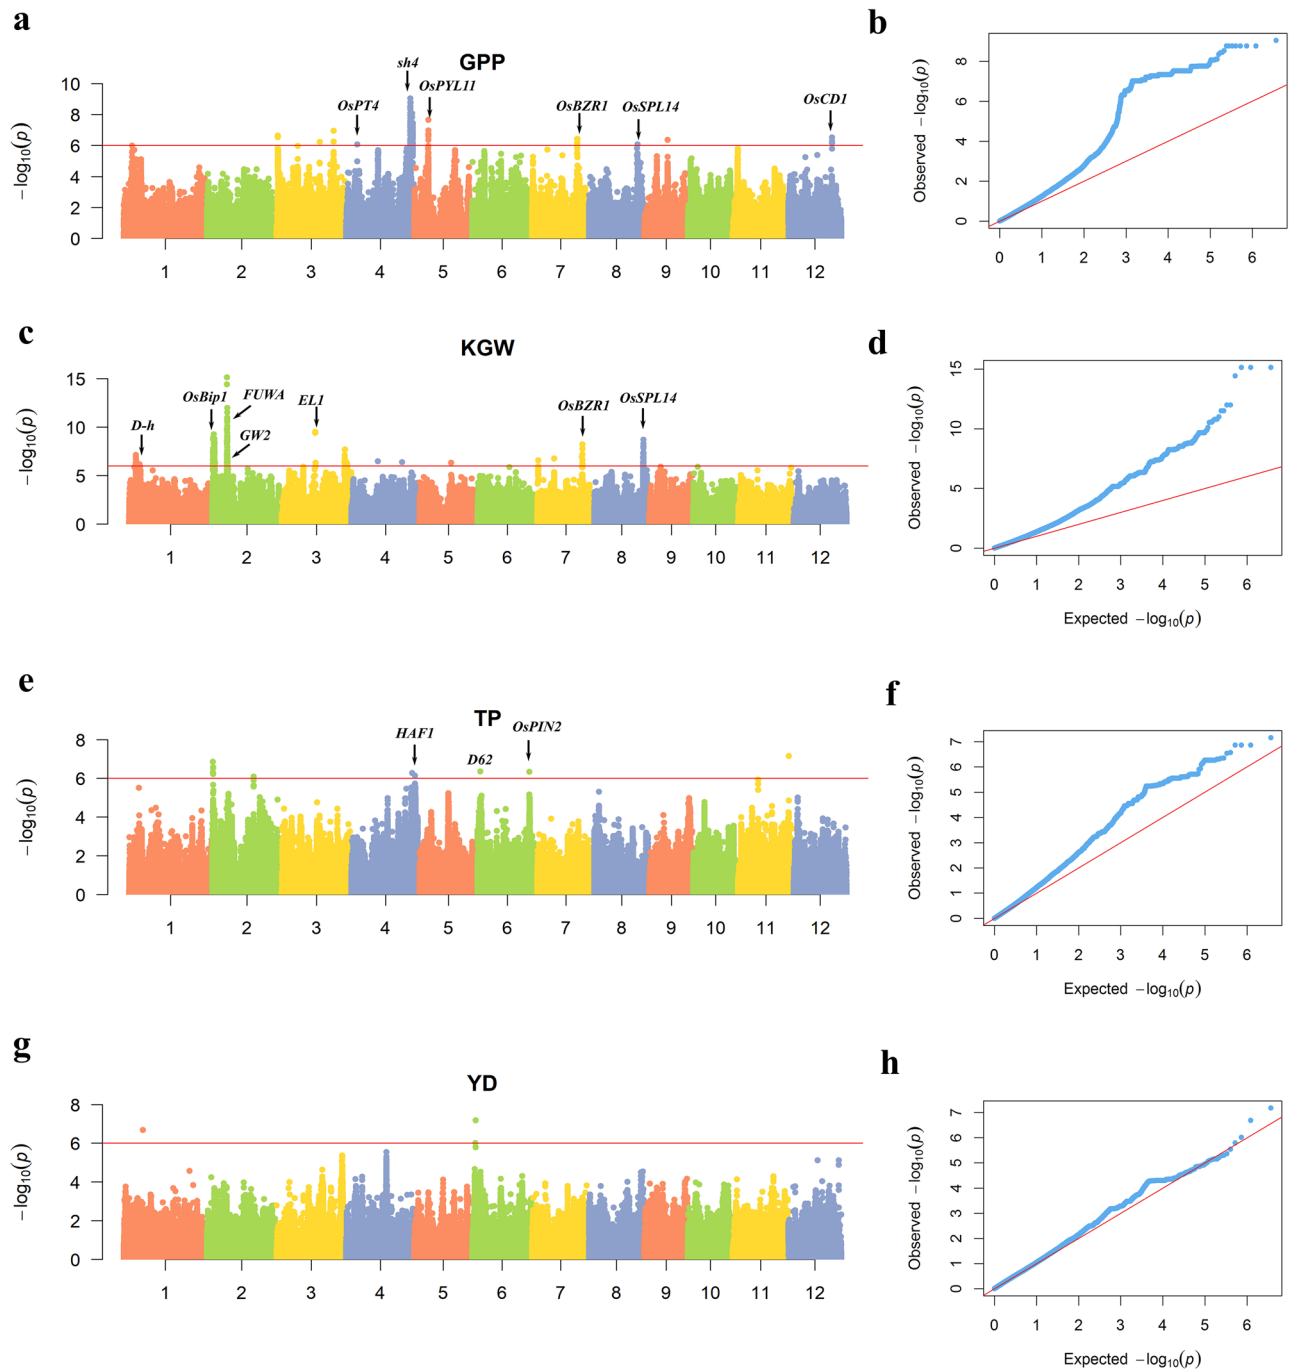 a
GPP
sh4
OsPYL11
OsPT4
OsBZR1
OsSPL14
OsCD1
−log10(p)
10
8
6
4
2
0
1 2 3 4 5 6 7 8 9 10 11 12
b
Observed −log10(p)
8
6
4
2
0
0 1 2 3 4 5 6
c
KGW
D-h
OsBip1
FUWA
GW2
EL1
OsBZR1
OsSPL14
−log10(p)
15
10
5
0
1 2 3 4 5 6 7 8 9 10 11 12
d
Observed −log10(p)
15
10
5
0
0 1 2 3 4 5 6
Expected −log10(p)
e
TP
HAF1
D62
OsPIN2
−log10(p)
8
6
4
2
0
1 2 3 4 5 6 7 8 9 10 11 12
f
Observed −log10(p)
7
6
5
4
3
2
1
0
0 1 2 3 4 5 6
Expected −log10(p)
g
YD
−log10(p)
8
6
4
2
0
1 2 3 4 5 6 7 8 9 10 11 12
h
Observed −log10(p)
7
6
5
4
3
2
1
0
0 1 2 3 4 5 6
Expected −log10(p)